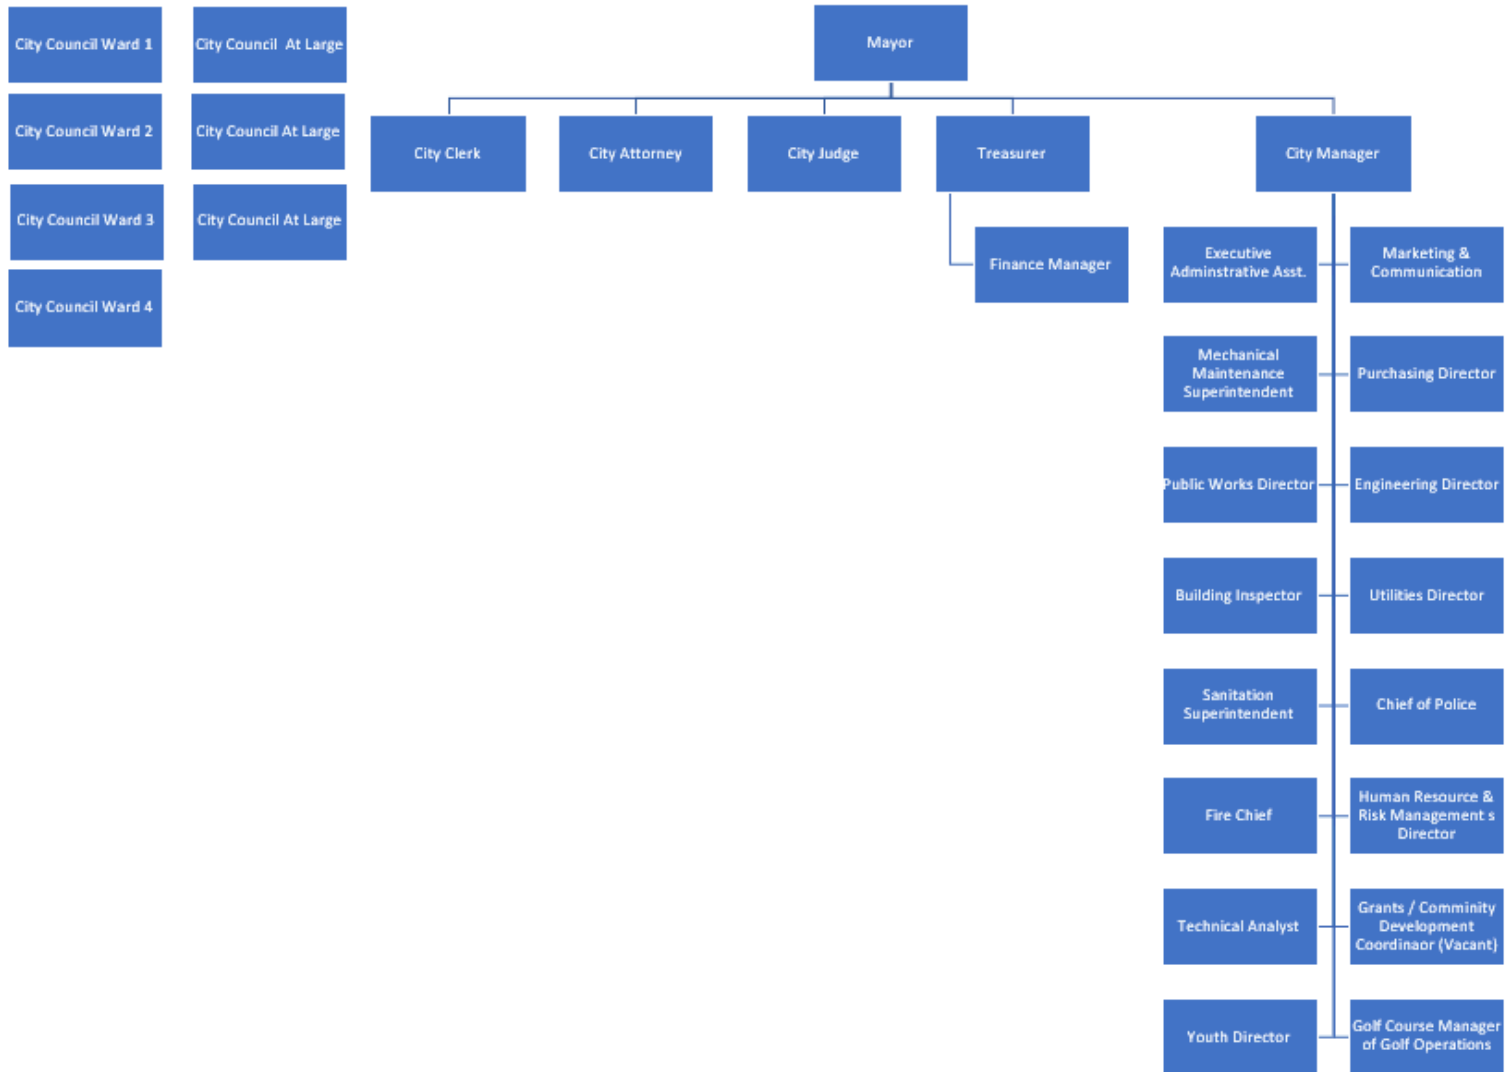 City Council Ward 1
City Council At Large
Mayor
City Council Ward 2
City Council At Large
City Clerk
City Attorney
City Judge
Treasurer
City Manager
City Council Ward 3
City Council At Large
City Council Ward 4
Finance Manager
Executive
Adminstrative Asst.
Marketing &
Communication
Mechanical
Maintenance
Superintendent
Purchasing Director
Public Works Director
Engineering Director
Building Inspector
Utilities Director
Sanitation
Superintendent
Chief of Police
Fire Chief
Human Resource &
Risk Management s
Director
Technical Analyst
Grants / Comminity
Development
Coordinaor (Vacant)
Youth Director
Golf Course Manager
of Golf Operations